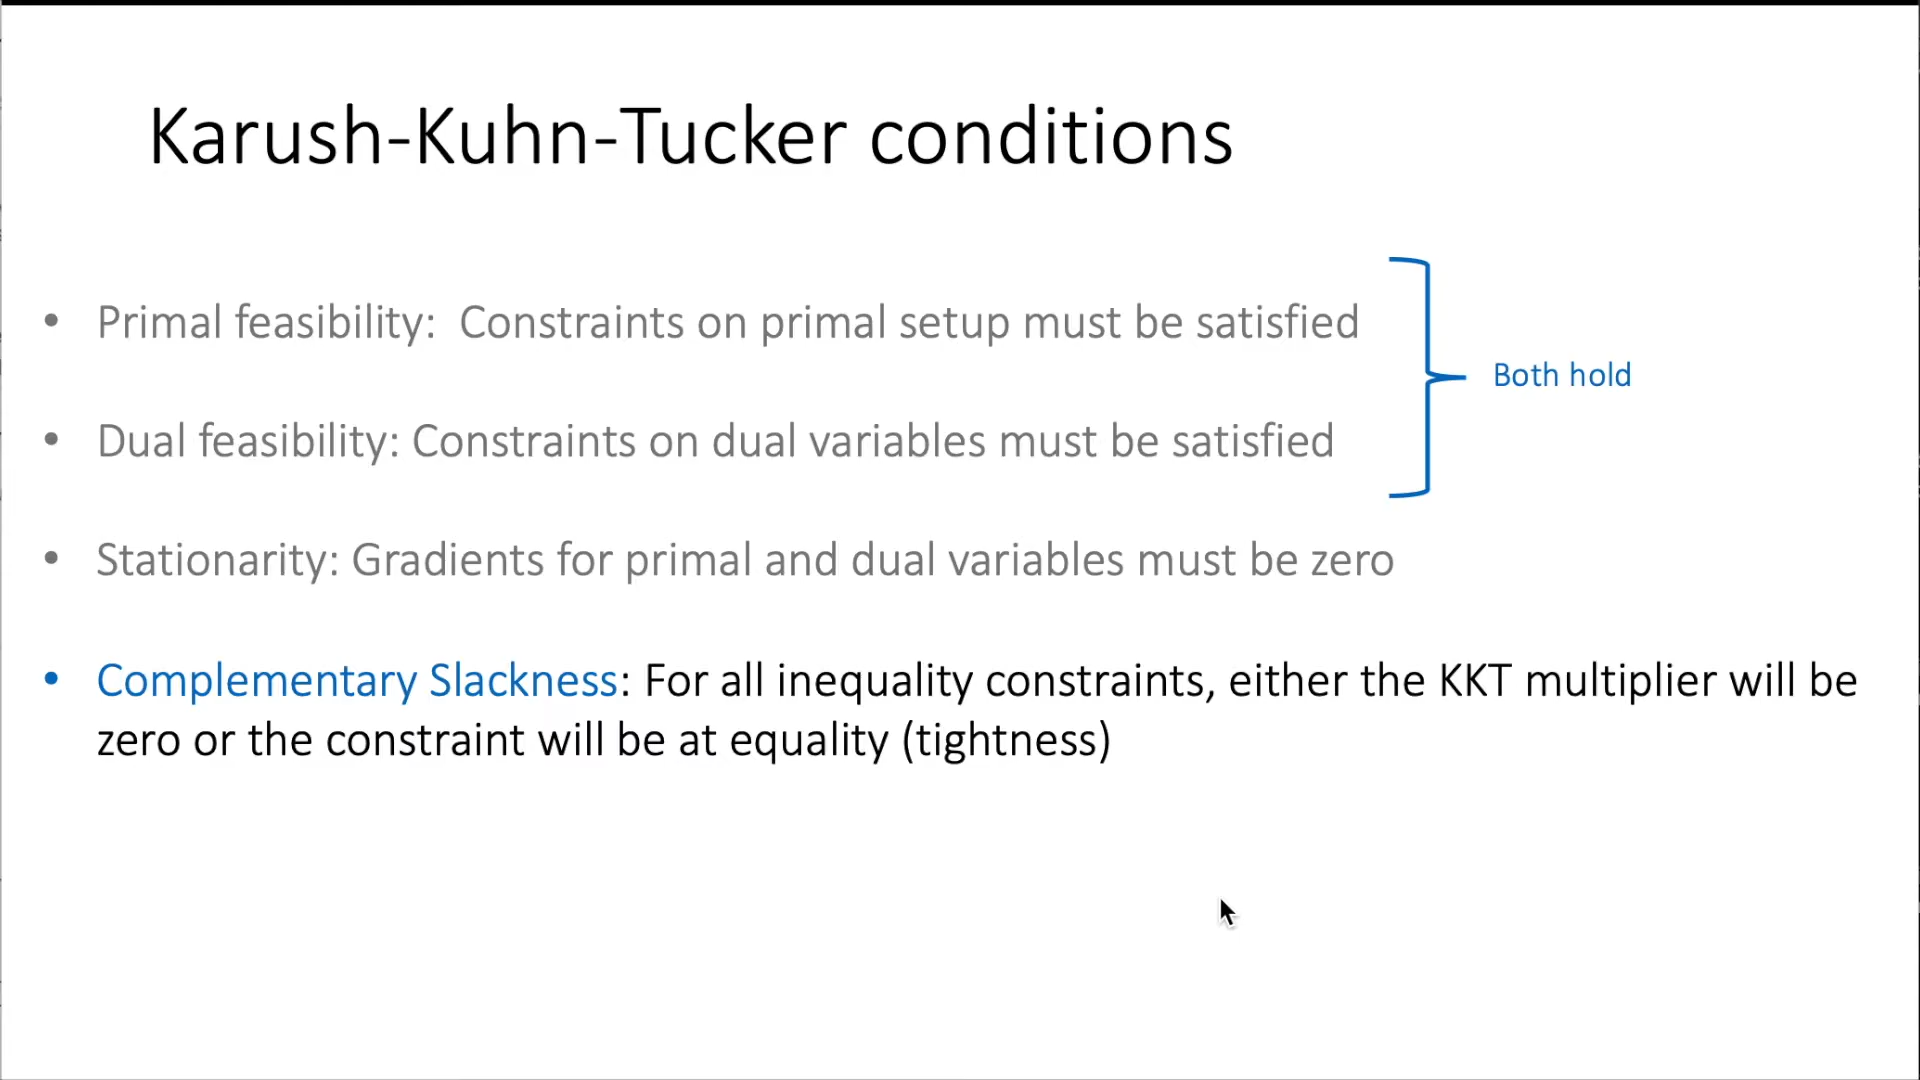 Karush-Kuhn-Tucker conditions
• Primal feasibility:  Constraints on primal setup must be satisfied
Both hold
• Dual feasibility: Constraints on dual variables must be satisfied
• Stationarity: Gradients for primal and dual variables must be zero
• Complementary Slackness: For all inequality constraints, either the KKT multiplier will be
zero or the constraint will be at equality (tightness)